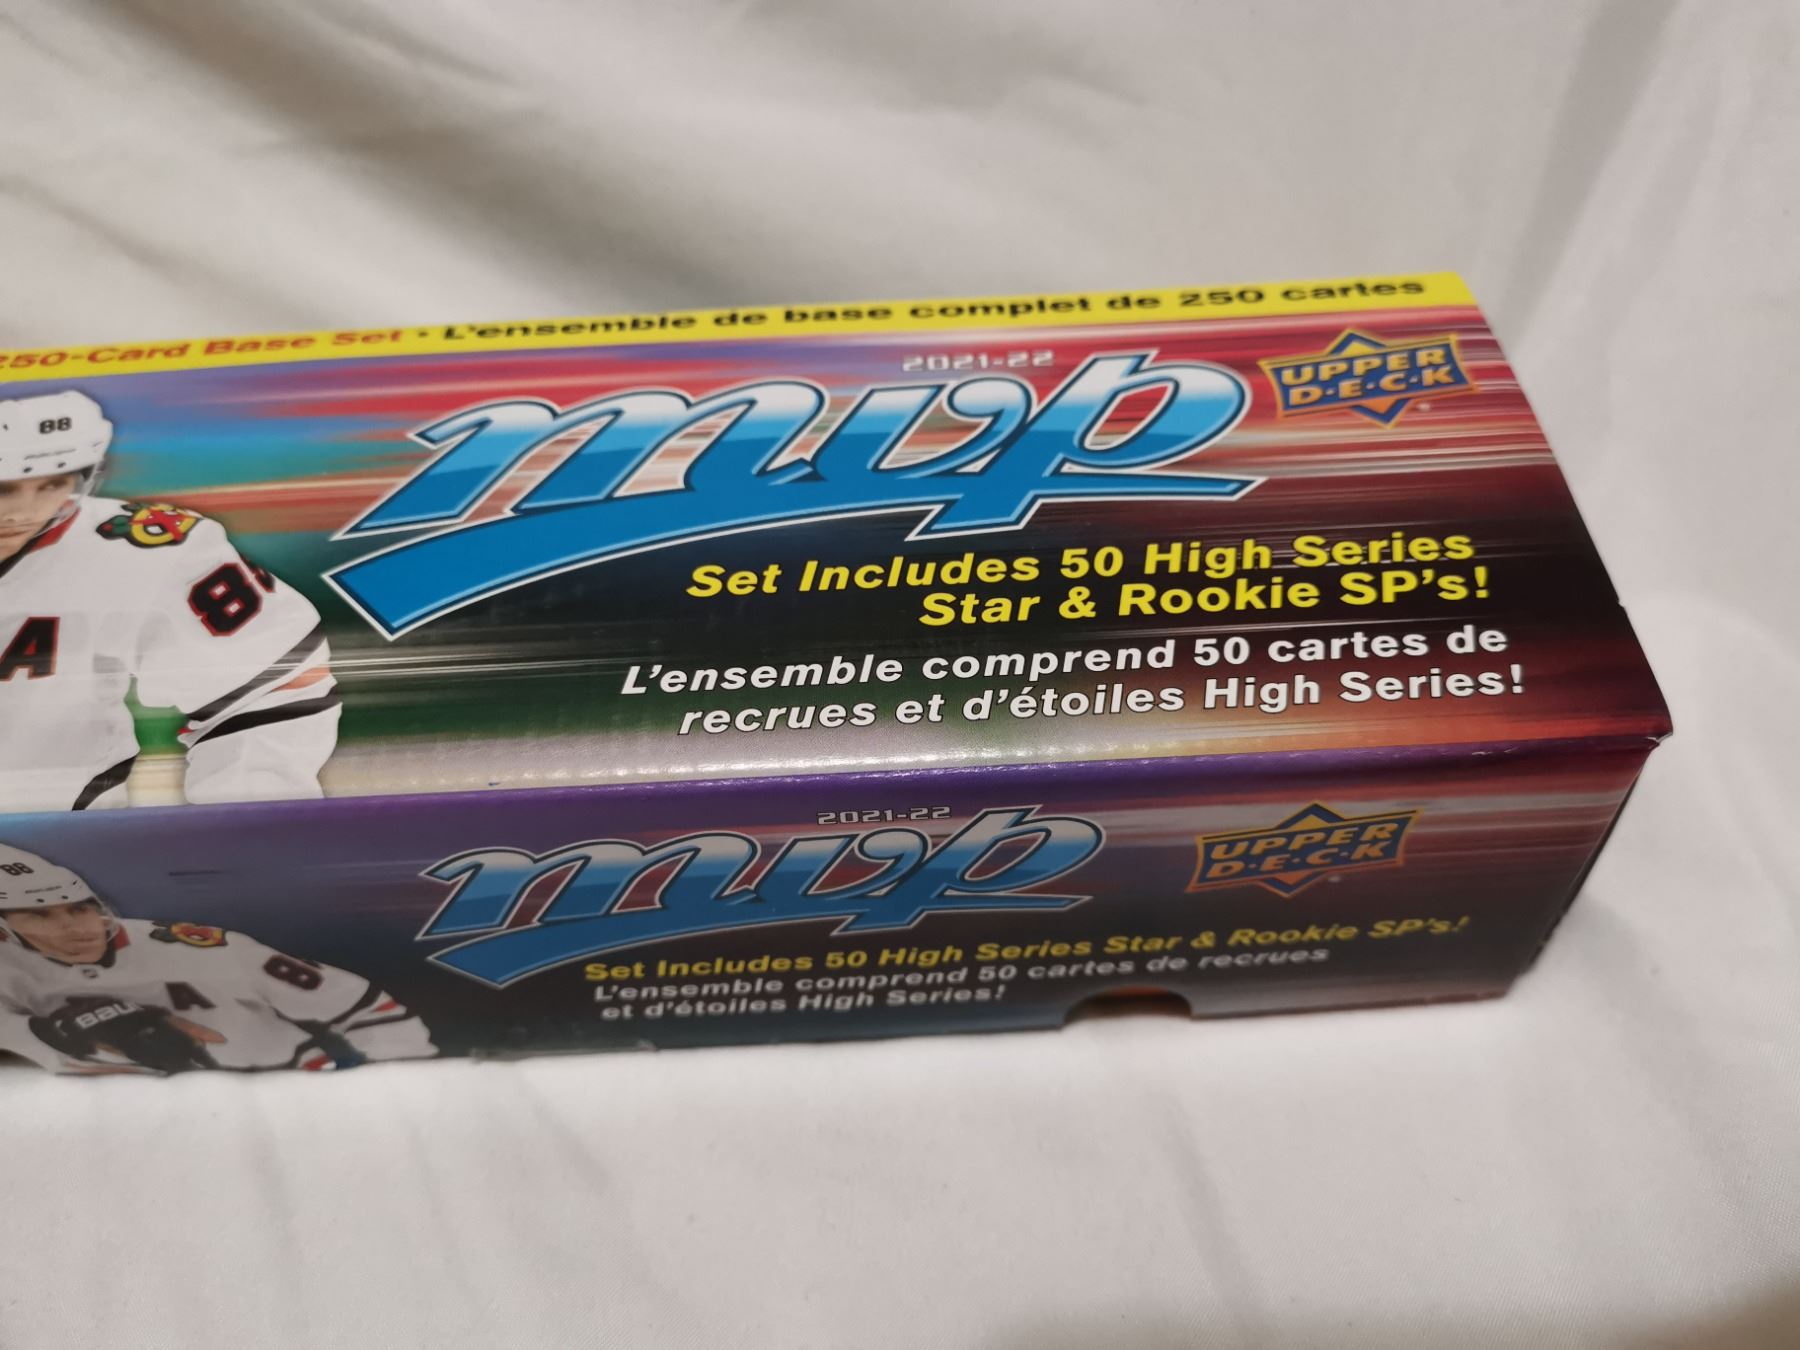 250-Card Base Set • L'ensemble de base complet de 250 cartes
2021-22
mvp
UPPER
D•E•C•K
Set Includes 50 High Series
Star & Rookie SP's!
L'ensemble comprend 50 cartes de
recrues et d'étoiles High Series!
88
A
2021-22
mvp
UPPER
D•E•C•K
Set Includes 50 High Series Star & Rookie SP's!
L'ensemble comprend 50 cartes de recrues
et d'étoiles High Series!
88
A